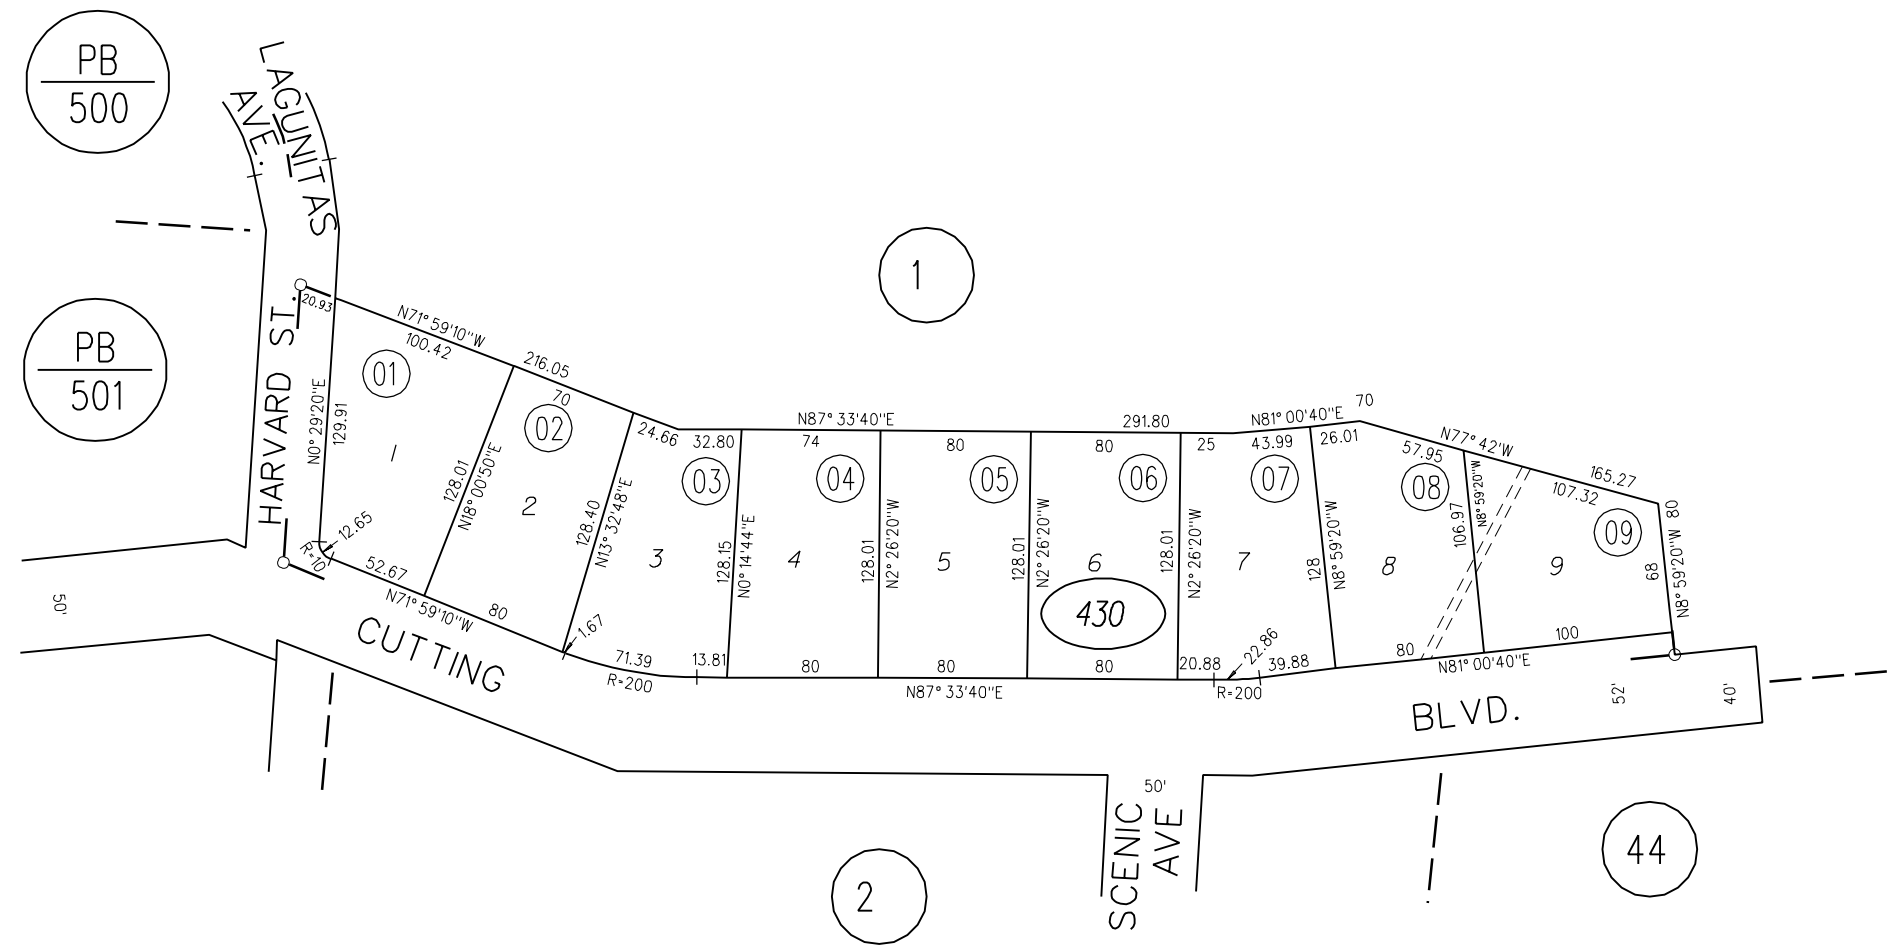 PB
500
LAGUNITAS
AVE.
PB
501
1
HARVARD ST.
20.93
N71°59'10"W
100.42
216.05
70
01
02
N0°29'20"E
129.91
1
128.01
N18°00'50"E
2
128.40
N13°32'48"E
24.66
32.80
N87°33'40"E
74
80
291.80
80
25
N81°00'40"E
43.99
70
26.01
N77°42'W
57.95
165.27
107.32
03
04
05
06
07
08
09
3
128.15
N0°14'44"E
4
128.01
N2°26'20"W
5
128.01
N2°26'20"W
6
128.01
N2°26'20"W
7
128
N8°59'20"W
8
106.97
N8°59'20"W
9
68
N8°59'20"W 80
430
12.65
R=10
52.67
N71°59'10"W
80
1.67
71.39
R=200
13.81
80
80
80
N87°33'40"E
20.88
22.86
R=200
39.88
80
N81°00'40"E
100
50'
CUTTING
BLVD.
52'
40'
50'
SCENIC
AVE
2
44